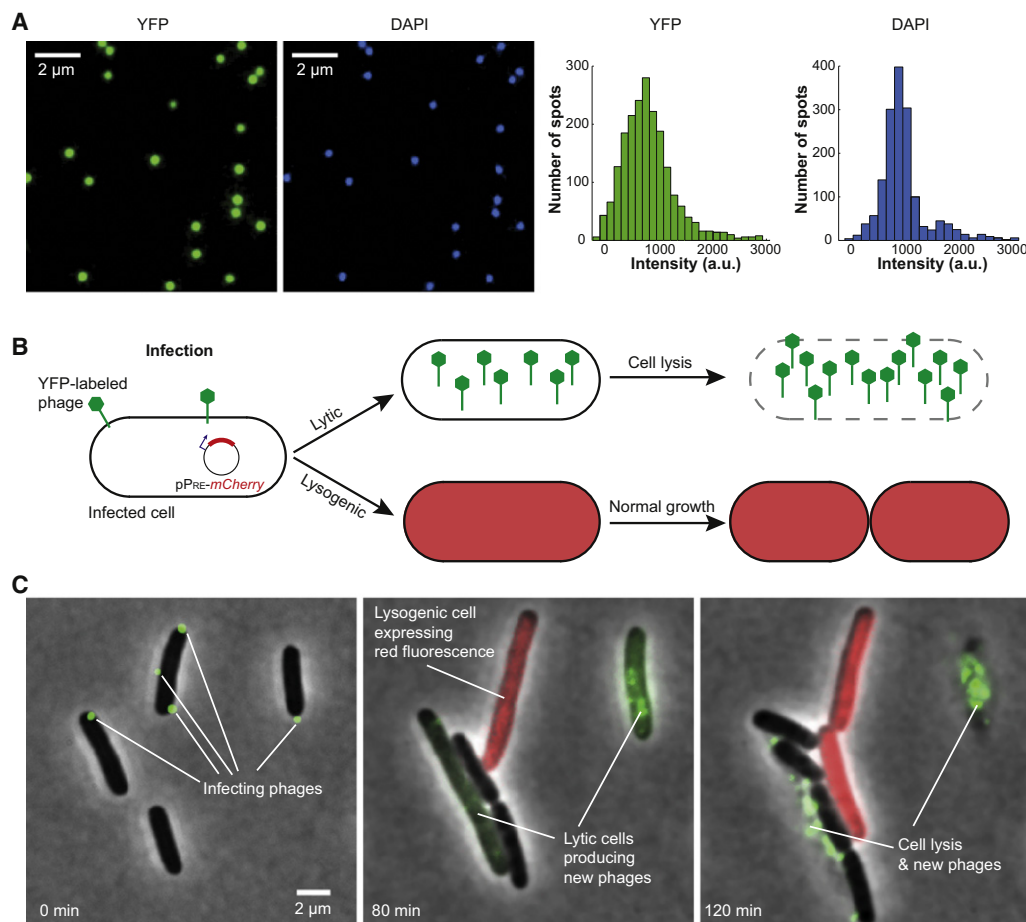 A
YFP
DAPI
YFP
DAPI
2 µm
2 µm
Number of spots
300
200
100
0
0
1000
2000
3000
Intensity (a.u.)
Number of spots
400
300
200
100
0
0
1000
2000
3000
Intensity (a.u.)
B
Infection
YFP-labeled
phage
pPRE-mCherry
Infected cell
Lytic
Lysogenic
Cell lysis
Normal growth
C
Infecting phages
0 min
2 µm
Lysogenic cell
expressing
red fluorescence
Lytic cells
producing
new phages
80 min
Cell lysis
& new phages
120 min